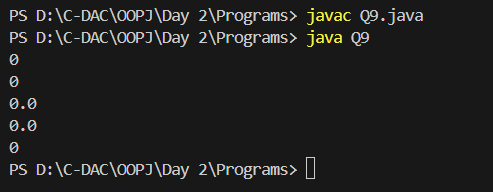 PS D:\C-DAC\OOPJ\Day 2\Programs> javac Q9.java
PS D:\C-DAC\OOPJ\Day 2\Programs> java Q9
0
0
0.0
0.0
0
PS D:\C-DAC\OOPJ\Day 2\Programs>